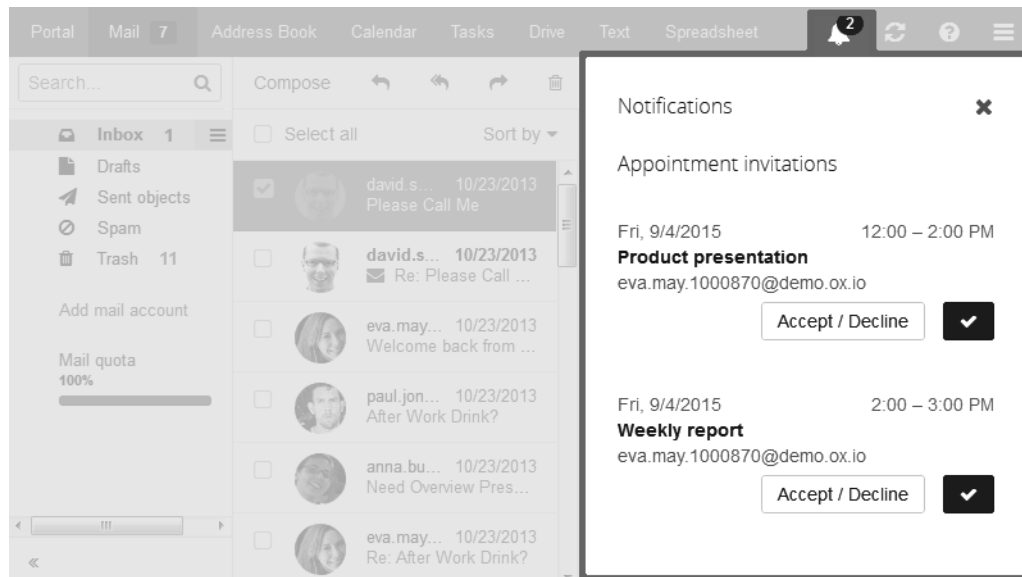 Portal Mail 7 Address Book Calendar Tasks Drive Text Spreadsheet 2
Search...
Inbox 1
Drafts
Sent objects
Spam
Trash 11
Add mail account
Mail quota
100%
Compose
Select all Sort by
david.s... 10/23/2013
Please Call Me
david.s... 10/23/2013
Re: Please Call ...
eva.may... 10/23/2013
Welcome back from ...
paul.jon... 10/23/2013
After Work Drink?
anna.bu... 10/23/2013
Need Overview Pres...
eva.may... 10/23/2013
Re: After Work Drink?
Notifications
Appointment invitations
Fri, 9/4/2015 12:00 – 2:00 PM
Product presentation
eva.may.1000870@demo.ox.io
Accept / Decline
Fri, 9/4/2015 2:00 – 3:00 PM
Weekly report
eva.may.1000870@demo.ox.io
Accept / Decline